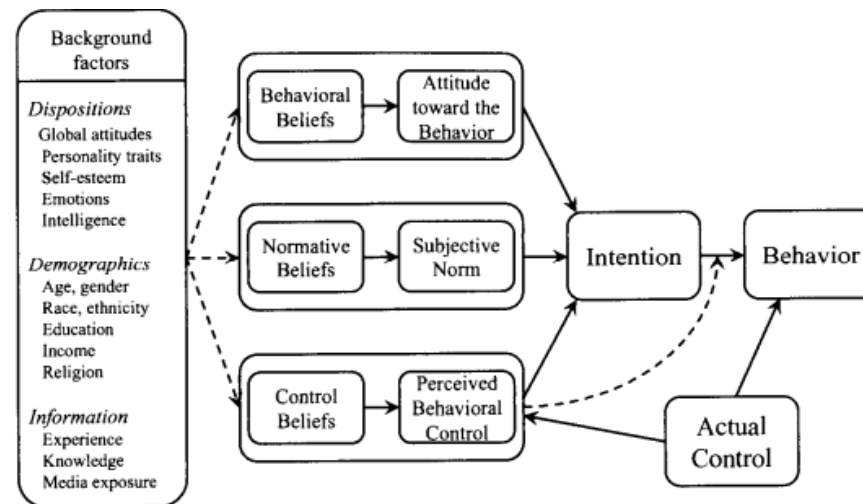 Background
factors
Dispositions
Global attitudes
Personality traits
Self-esteem
Emotions
Intelligence
Demographics
Age, gender
Race, ethnicity
Education
Income
Religion
Information
Experience
Knowledge
Media exposure
Behavioral
Beliefs
Attitude
toward the
Behavior
Normative
Beliefs
Subjective
Norm
Control
Beliefs
Perceived
Behavioral
Control
Intention
Behavior
Actual
Control